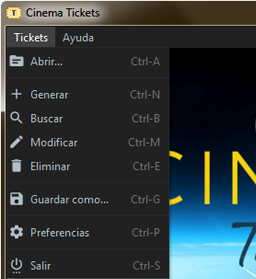 T Cinema Tickets
Tickets Ayuda
Abrir... Ctrl-A
Generar Ctrl-N
Buscar Ctrl-B
Modificar Ctrl-M
Eliminar Ctrl-E
Guardar como... Ctrl-G
Preferencias Ctrl-P
Salir Ctrl-S
CIN